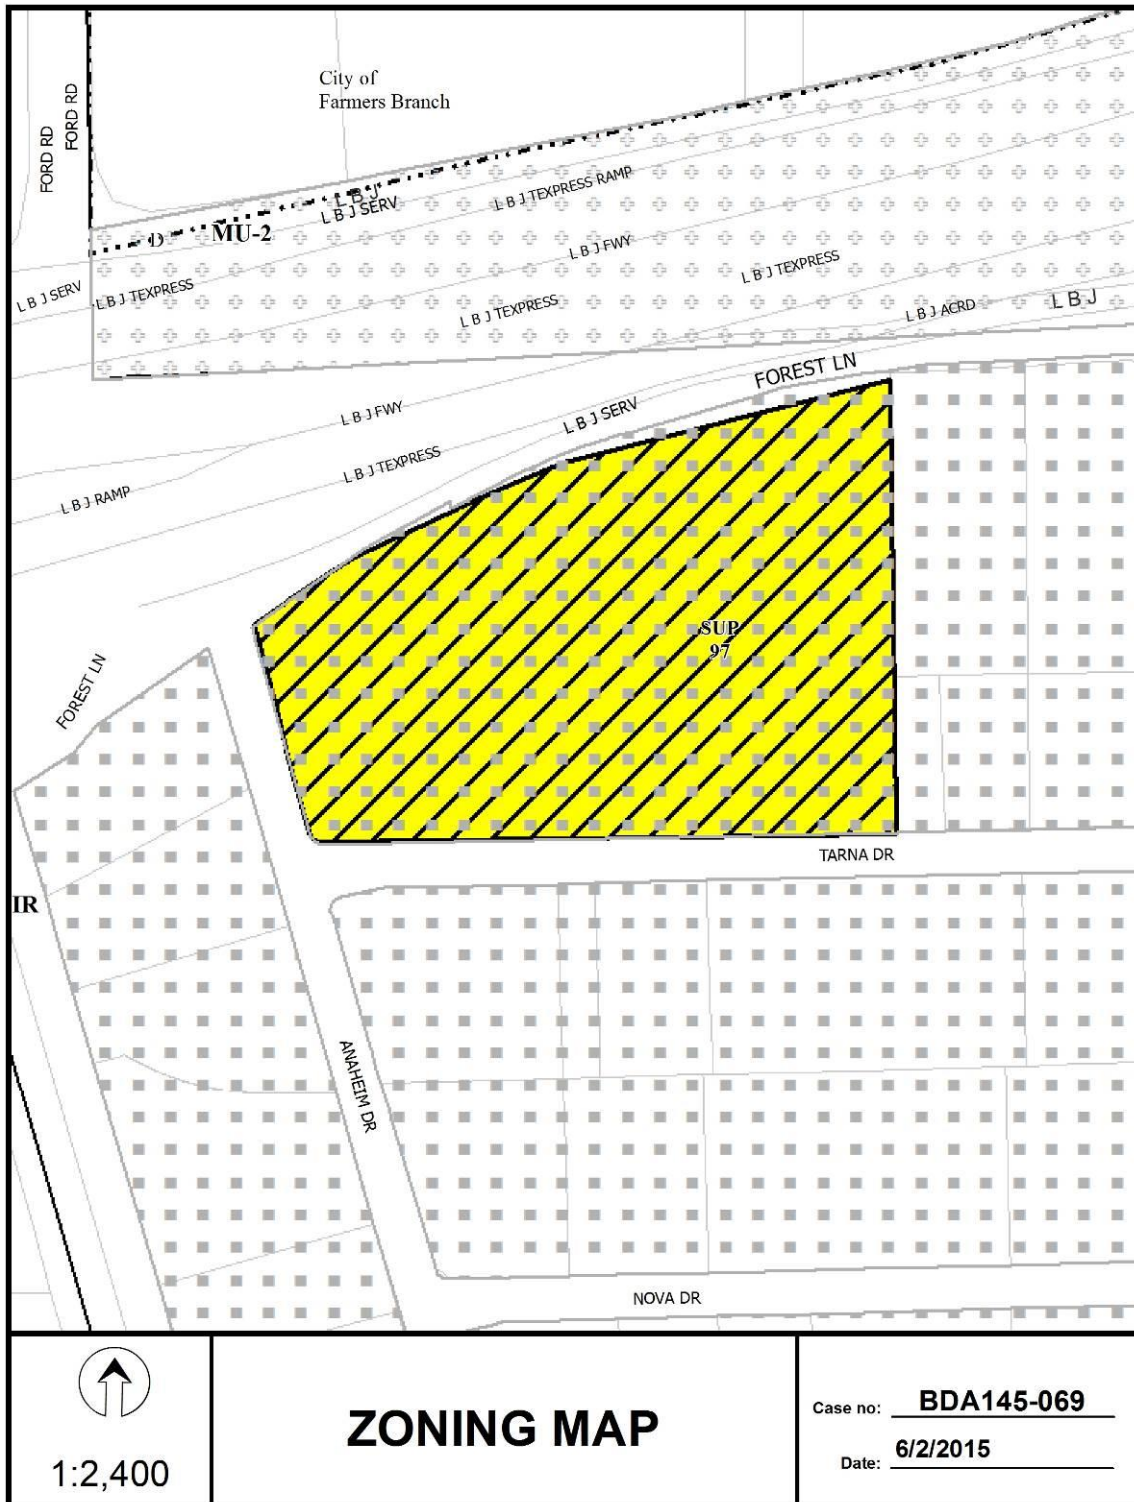 City of
Farmers Branch
FORD RD
FORD RD
L B J
L B J SERV
L B J TEXPRESS RAMP
D
MU-2
L B J FWY
L B J TEXPRESS
L B J SERV
L B J TEXPRESS
L B J TEXPRESS
L B J ACRD
L B J
FOREST LN
L B J FWY
L B J SERV
L B J TEXPRESS
L B J RAMP
SUP
97
FOREST LN
TARNA DR
IR
ANAHEIM DR
NOVA DR
1:2,400
ZONING MAP
Case no: BDA145-069
Date: 6/2/2015